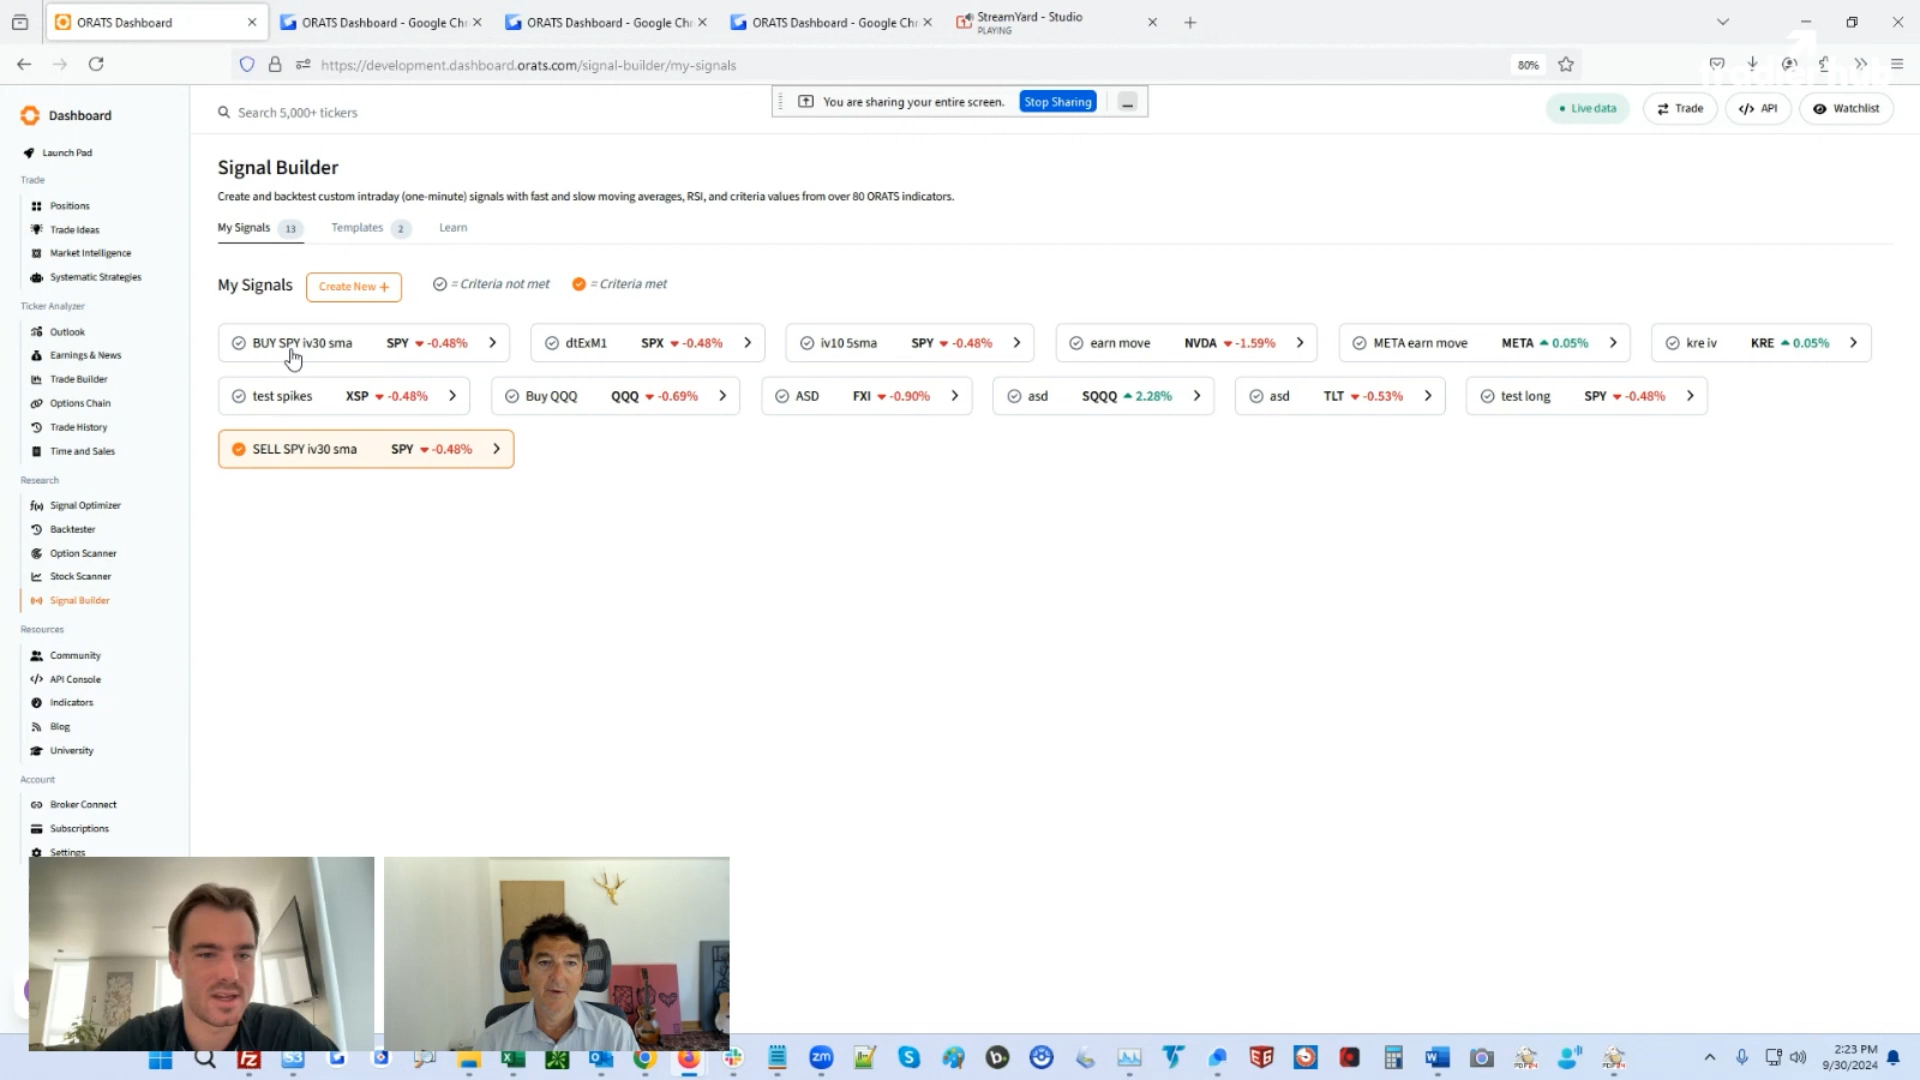 ORATS Dashboard
ORATS Dashboard - Google Chr
ORATS Dashboard - Google Chr
ORATS Dashboard - Google Chr
StreamYard - Studio
PLAYING
https://development.dashboard.orats.com/signal-builder/my-signals
80%
tradier hub
Dashboard
Search 5,000+ tickers
You are sharing your entire screen.
Stop Sharing
Live data
Trade
</> API
Watchlist
Launch Pad
Trade
Positions
Trade Ideas
Market Intelligence
Systematic Strategies
Ticker Analyzer
Outlook
Earnings & News
Trade Builder
Options Chain
Trade History
Time and Sales
Research
Signal Optimizer
Backtester
Option Scanner
Stock Scanner
Signal Builder
Resources
Community
API Console
Indicators
Blog
University
Account
Broker Connect
Subscriptions
Settings
Signal Builder
Create and backtest custom intraday (one-minute) signals with fast and slow moving averages, RSI, and criteria values from over 80 ORATS indicators.
My Signals 13 Templates 2 Learn
My Signals Create New + = Criteria not met = Criteria met
BUY SPY iv30 sma SPY -0.48%
dtExM1 SPX -0.48%
iv10 5sma SPY -0.48%
earn move NVDA -1.59%
META earn move META 0.05%
kre iv KRE 0.05%
test spikes XSP -0.48%
Buy QQQ QQQ -0.69%
ASD FXI -0.90%
asd SQQQ 2.28%
asd TLT -0.53%
test long SPY -0.48%
SELL SPY iv30 sma SPY -0.48%
2:23 PM
9/30/2024